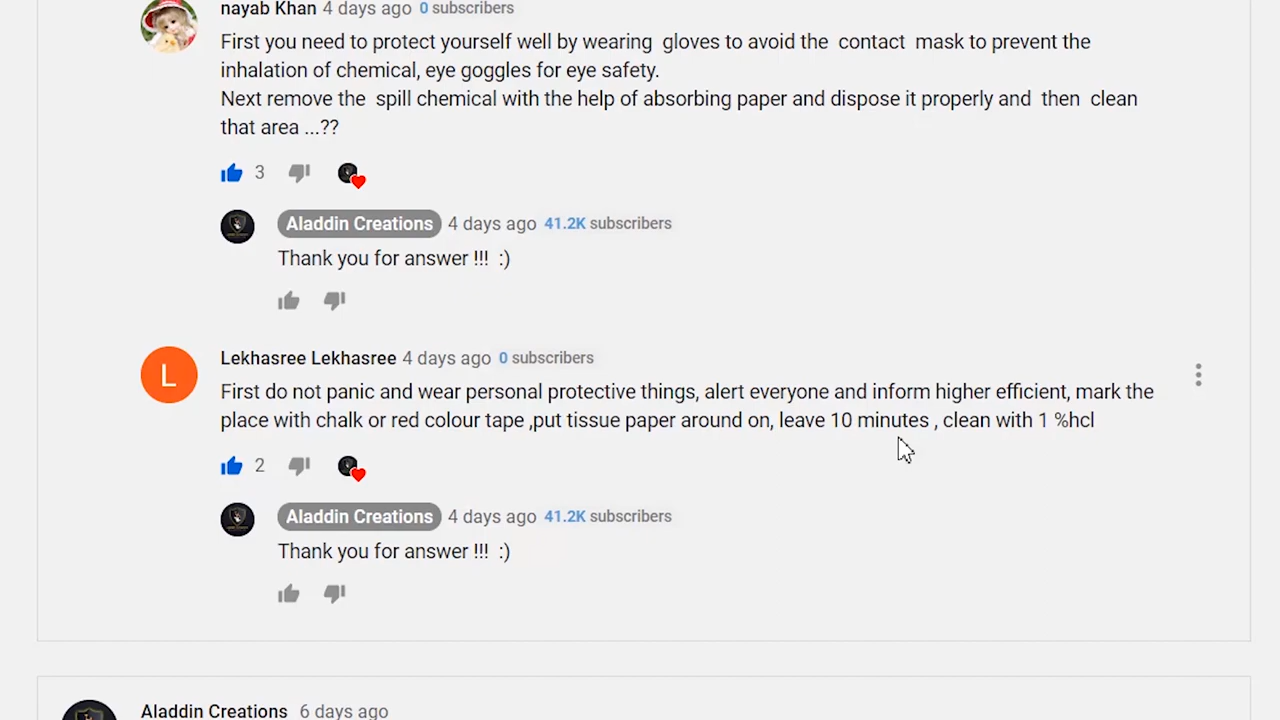 nayab Khan 4 days ago 0 subscribers
First you need to protect yourself well by wearing gloves to avoid the contact mask to prevent the
inhalation of chemical, eye goggles for eye safety.
Next remove the spill chemical with the help of absorbing paper and dispose it properly and then clean
that area ...??
3
Aladdin Creations 4 days ago 41.2K subscribers
Thank you for answer !!! :)
L
Lekhasree Lekhasree 4 days ago 0 subscribers
First do not panic and wear personal protective things, alert everyone and inform higher efficient, mark the
place with chalk or red colour tape ,put tissue paper around on, leave 10 minutes , clean with 1 %hcl
2
Aladdin Creations 4 days ago 41.2K subscribers
Thank you for answer !!! :)
Aladdin Creations 6 days ago